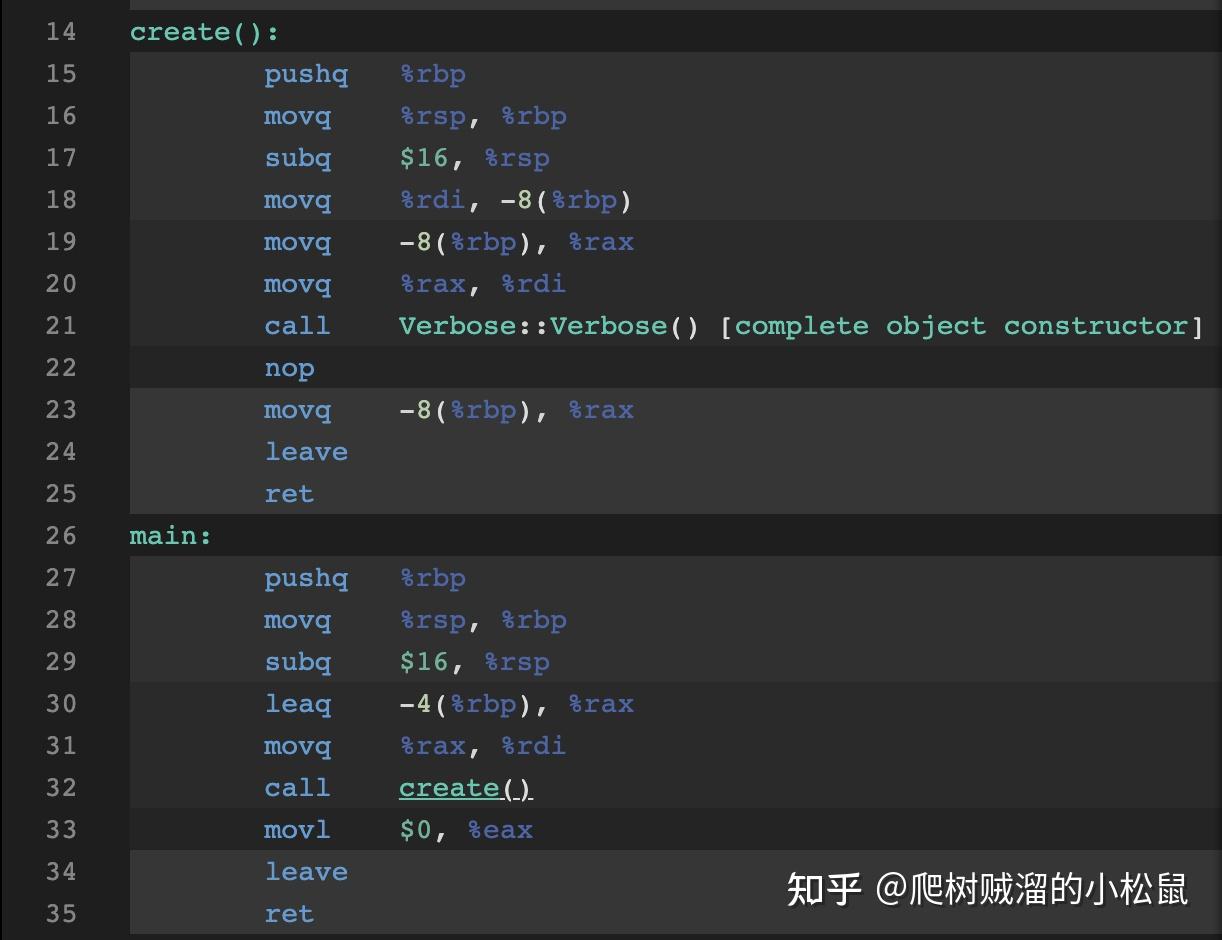 14 create():
15 pushq %rbp
16 movq %rsp, %rbp
17 subq $16, %rsp
18 movq %rdi, -8(%rbp)
19 movq -8(%rbp), %rax
20 movq %rax, %rdi
21 call Verbose::Verbose() [complete object constructor]
22 nop
23 movq -8(%rbp), %rax
24 leave
25 ret
26 main:
27 pushq %rbp
28 movq %rsp, %rbp
29 subq $16, %rsp
30 leaq -4(%rbp), %rax
31 movq %rax, %rdi
32 call create()
33 movl $0, %eax
34 leave
35 ret
知乎 @爬树贼溜的小松鼠